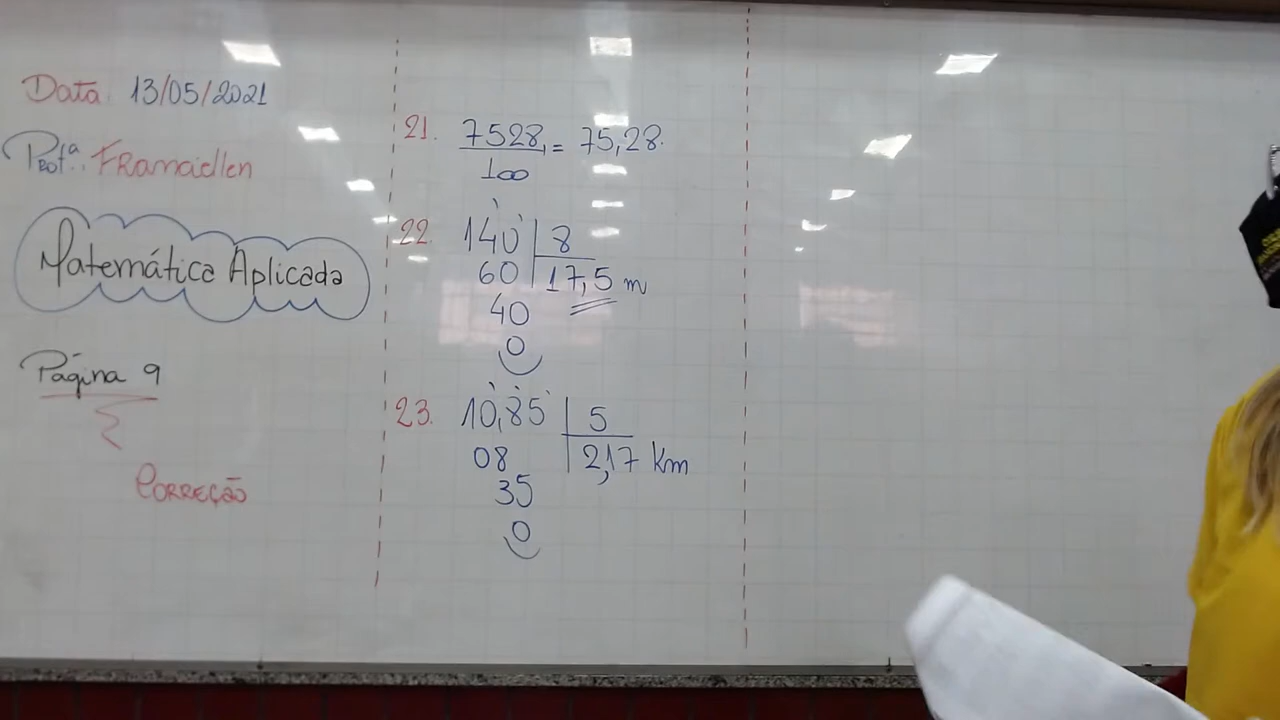 Data: 13/05/2021
Profª.: Framciellen
Matemática Aplicada
Página 9
Correção
21. 7528 = 75,28
100
22. 140 8
60 17,5 m
40
0
23. 10,85 5
08 2,17 Km
35
0